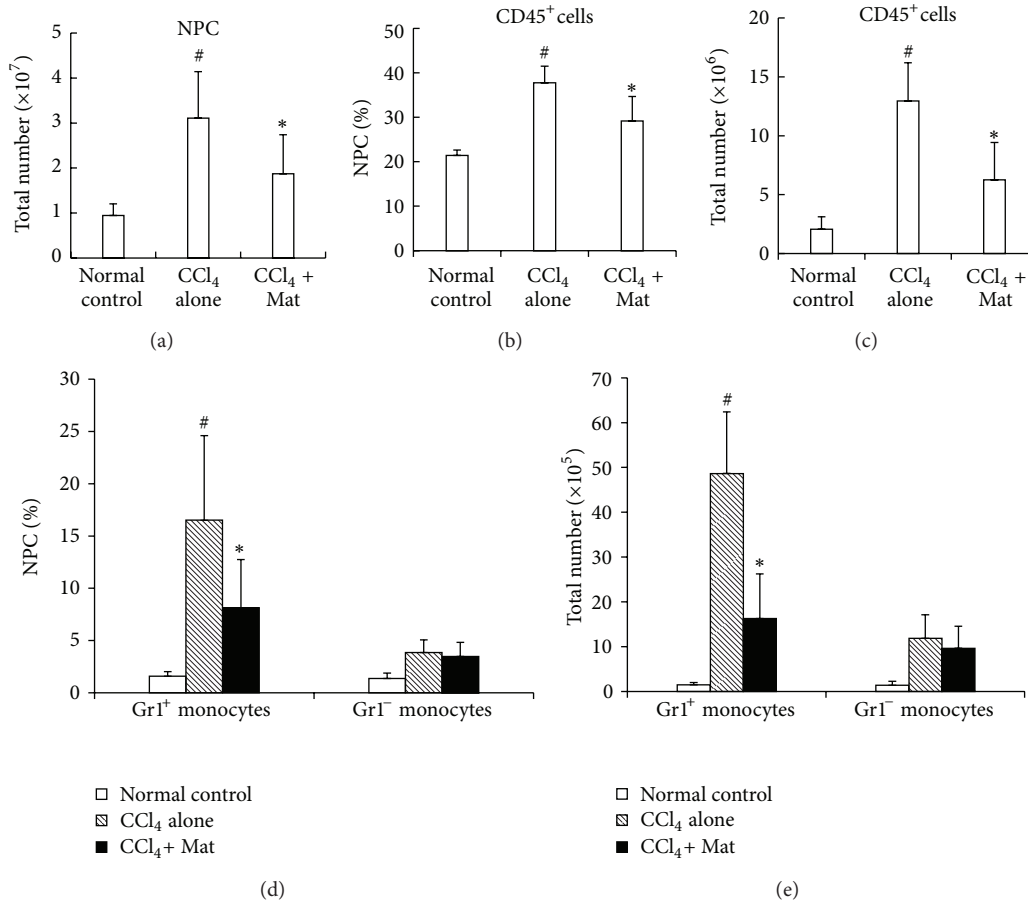 NPC
Total number (×10⁷)
5
4
3
2
1
0
#
*
Normal control
CCl₄ alone
CCl₄ + Mat
(a)
CD45⁺ cells
NPC (%)
50
40
30
20
10
0
#
*
Normal control
CCl₄ alone
CCl₄ + Mat
(b)
CD45⁺ cells
Total number (×10⁶)
20
15
10
5
0
#
*
Normal control
CCl₄ alone
CCl₄ + Mat
(c)
NPC (%)
30
25
20
15
10
5
0
#
*
Gr1⁺ monocytes
Gr1⁻ monocytes
Normal control
CCl₄ alone
CCl₄+ Mat
(d)
Total number (×10⁵)
70
60
50
40
30
20
10
0
#
*
Gr1⁺ monocytes
Gr1⁻ monocytes
Normal control
CCl₄ alone
CCl₄+ Mat
(e)